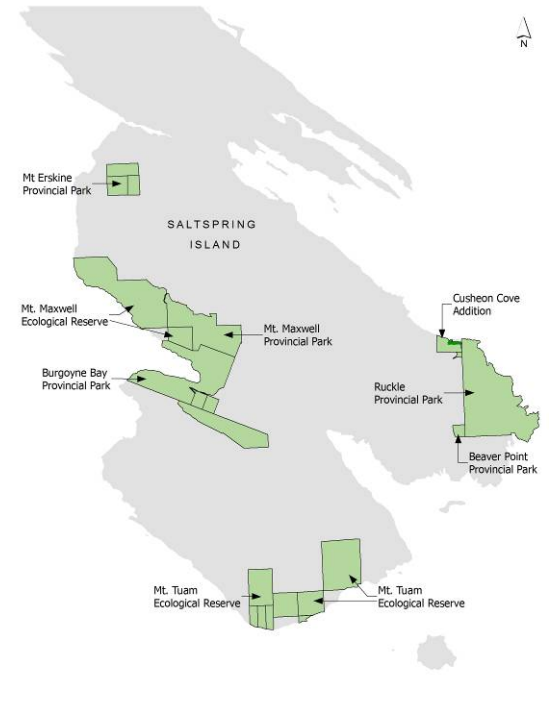 N
Mt Erskine
Provincial Park
SALTSPRING
ISLAND
Mt. Maxwell
Ecological Reserve
Mt. Maxwell
Provincial Park
Cusheon Cove
Addition
Burgoyne Bay
Provincial Park
Ruckle
Provincial Park
Beaver Point
Provincial Park
Mt. Tuam
Ecological Reserve
Mt. Tuam
Ecological Reserve